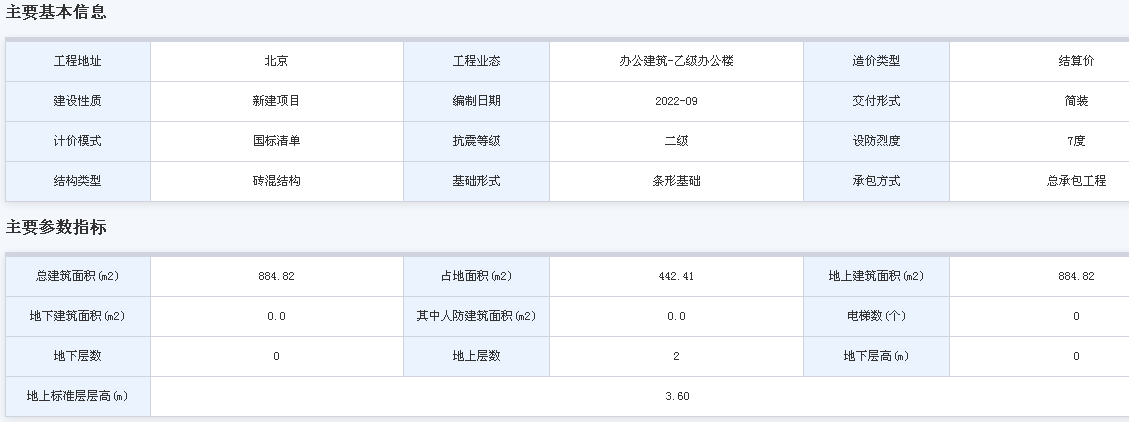 主要基本信息
工程地址 北京 工程业态 办公建筑-乙级办公楼 造价类型 结算价
建设性质 新建项目 编制日期 2022-09 交付形式 简装
计价模式 国标清单 抗震等级 二级 设防烈度 7度
结构类型 砖混结构 基础形式 条形基础 承包方式 总承包工程
主要参数指标
总建筑面积(m2) 884.82 占地面积(m2) 442.41 地上建筑面积(m2) 884.82
地下建筑面积(m2) 0.0 其中人防建筑面积(m2) 0.0 电梯数(个) 0
地下层数 0 地上层数 2 地下层高(m) 0
地上标准层层高(m) 3.60